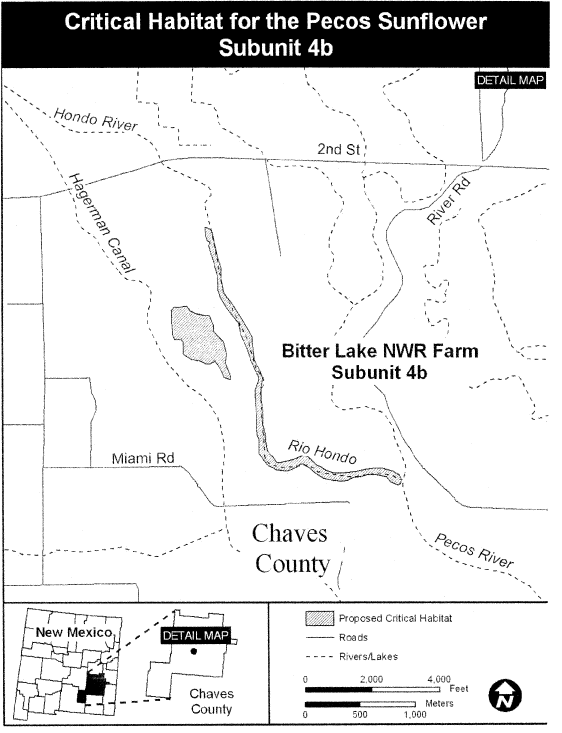 Critical Habitat for the Pecos Sunflower
Subunit 4b
DETAIL MAP
Hondo River
2nd St
Hagerman Canal
River Rd
Bitter Lake NWR Farm
Subunit 4b
Rio Hondo
Miami Rd
Chaves
County
Pecos River
New Mexico
DETAIL MAP
Chaves
County
Proposed Critical Habitat
Roads
Rivers/Lakes
0 2,000 4,000
Feet
Meters
0 500 1,000
N